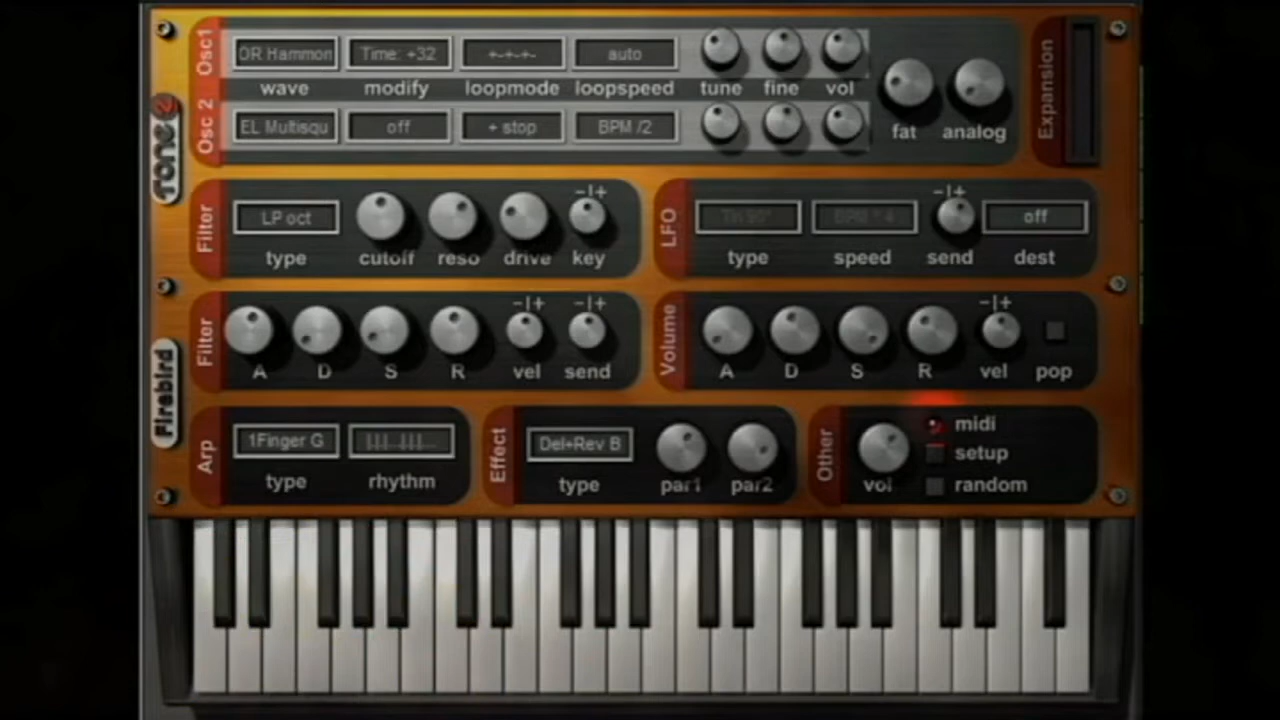 Osc1
OR Hammon
Time: +32
+-+-+-
auto
wave
modify
loopmode
loopspeed
tune
fine
vol
Osc 2
EL Multisqu
off
+ stop
BPM /2
fat
analog
Expansion
TONE2
Filter
LP oct
-|+
type
cutoff
reso
drive
key
LFO
BPM * 4
-|+
off
type
speed
send
dest
Filter
-|+
-|+
A
D
S
R
vel
send
Volume
-|+
A
D
S
R
vel
pop
Firebird
Arp
1Finger G
type
rhythm
Effect
Del+Rev B
type
par1
par2
Other
vol
midi
setup
random